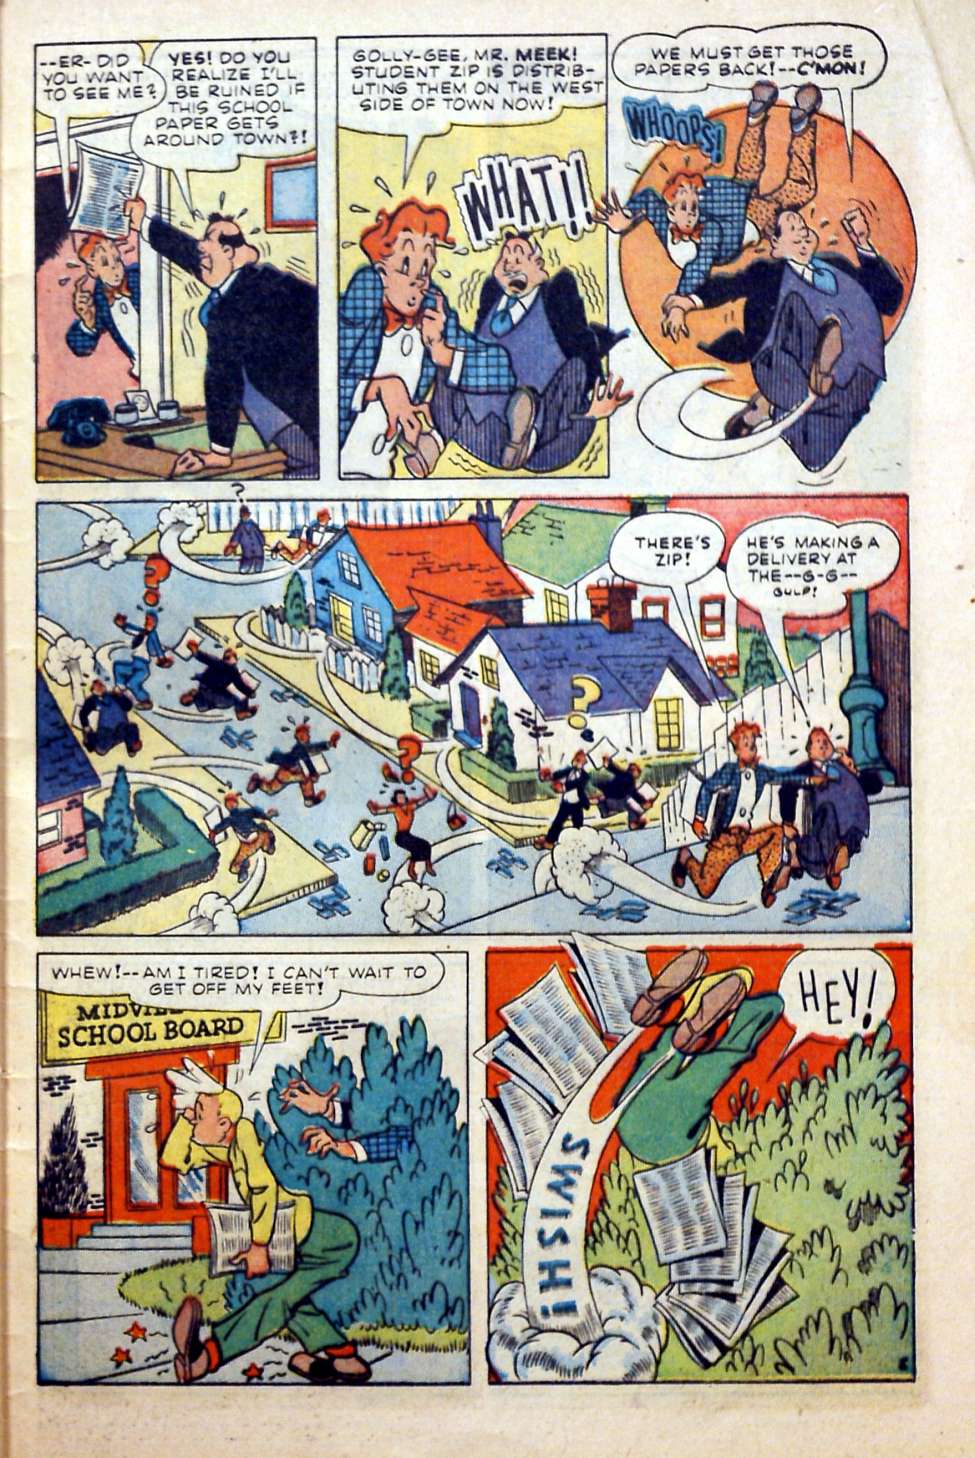 --ER- DID
YOU WANT
TO SEE ME?
YES! DO YOU
REALIZE I'LL
BE RUINED IF
THIS SCHOOL
PAPER GETS
AROUND TOWN?!
GOLLY-GEE, MR. MEEK!
STUDENT ZIP IS DISTRIB-
UTING THEM ON THE WEST
SIDE OF TOWN NOW!
WHAT!!
WE MUST GET THOSE
PAPERS BACK!--C'MON!
WHOOPS!
?
?
?
?
THERE'S
ZIP!
HE'S MAKING A
DELIVERY AT
THE--G-G--
GULP!
WHEW!--AM I TIRED! I CAN'T WAIT TO
GET OFF MY FEET!
SCHOOL BOARD
HEY!
SWISH!